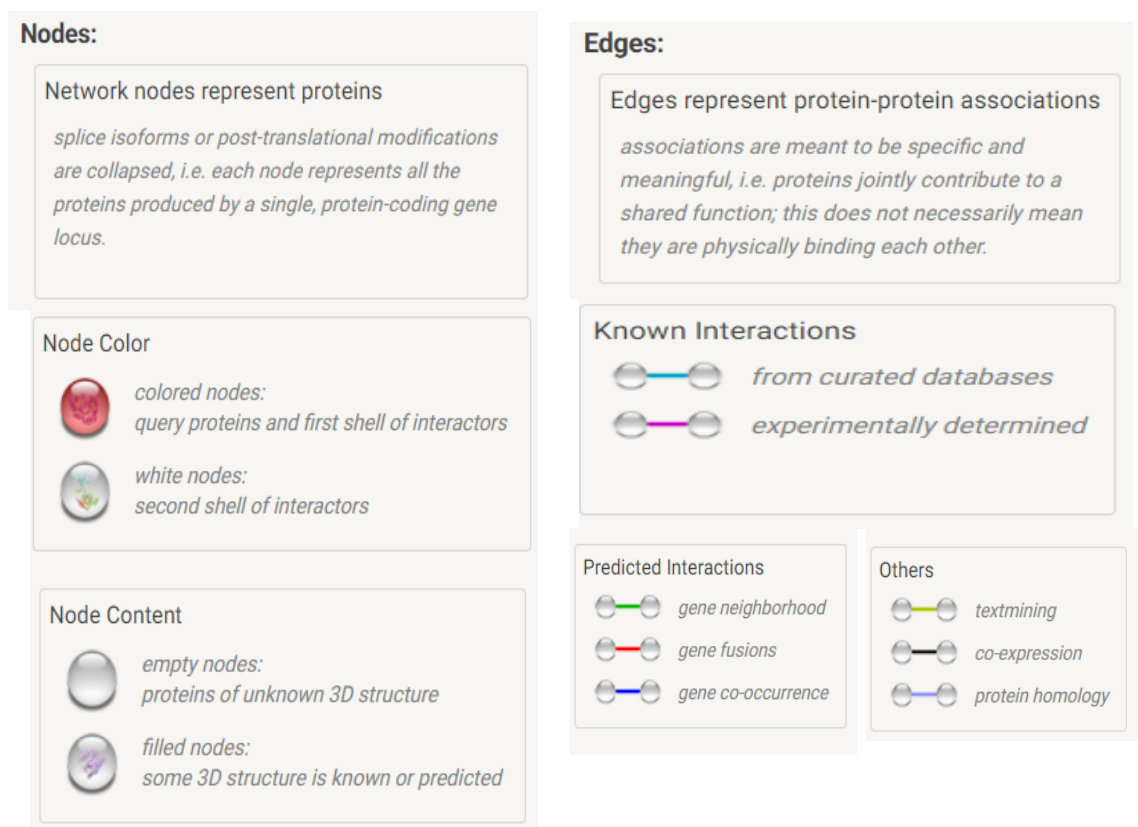 Nodes:
Network nodes represent proteins
splice isoforms or post-translational modifications
are collapsed, i.e. each node represents all the
proteins produced by a single, protein-coding gene
locus.
Node Color
colored nodes:
query proteins and first shell of interactors
white nodes:
second shell of interactors
Node Content
empty nodes:
proteins of unknown 3D structure
filled nodes:
some 3D structure is known or predicted
Edges:
Edges represent protein-protein associations
associations are meant to be specific and
meaningful, i.e. proteins jointly contribute to a
shared function; this does not necessarily mean
they are physically binding each other.
Known Interactions
from curated databases
experimentally determined
Predicted Interactions
gene neighborhood
gene fusions
gene co-occurrence
Others
textmining
co-expression
protein homology